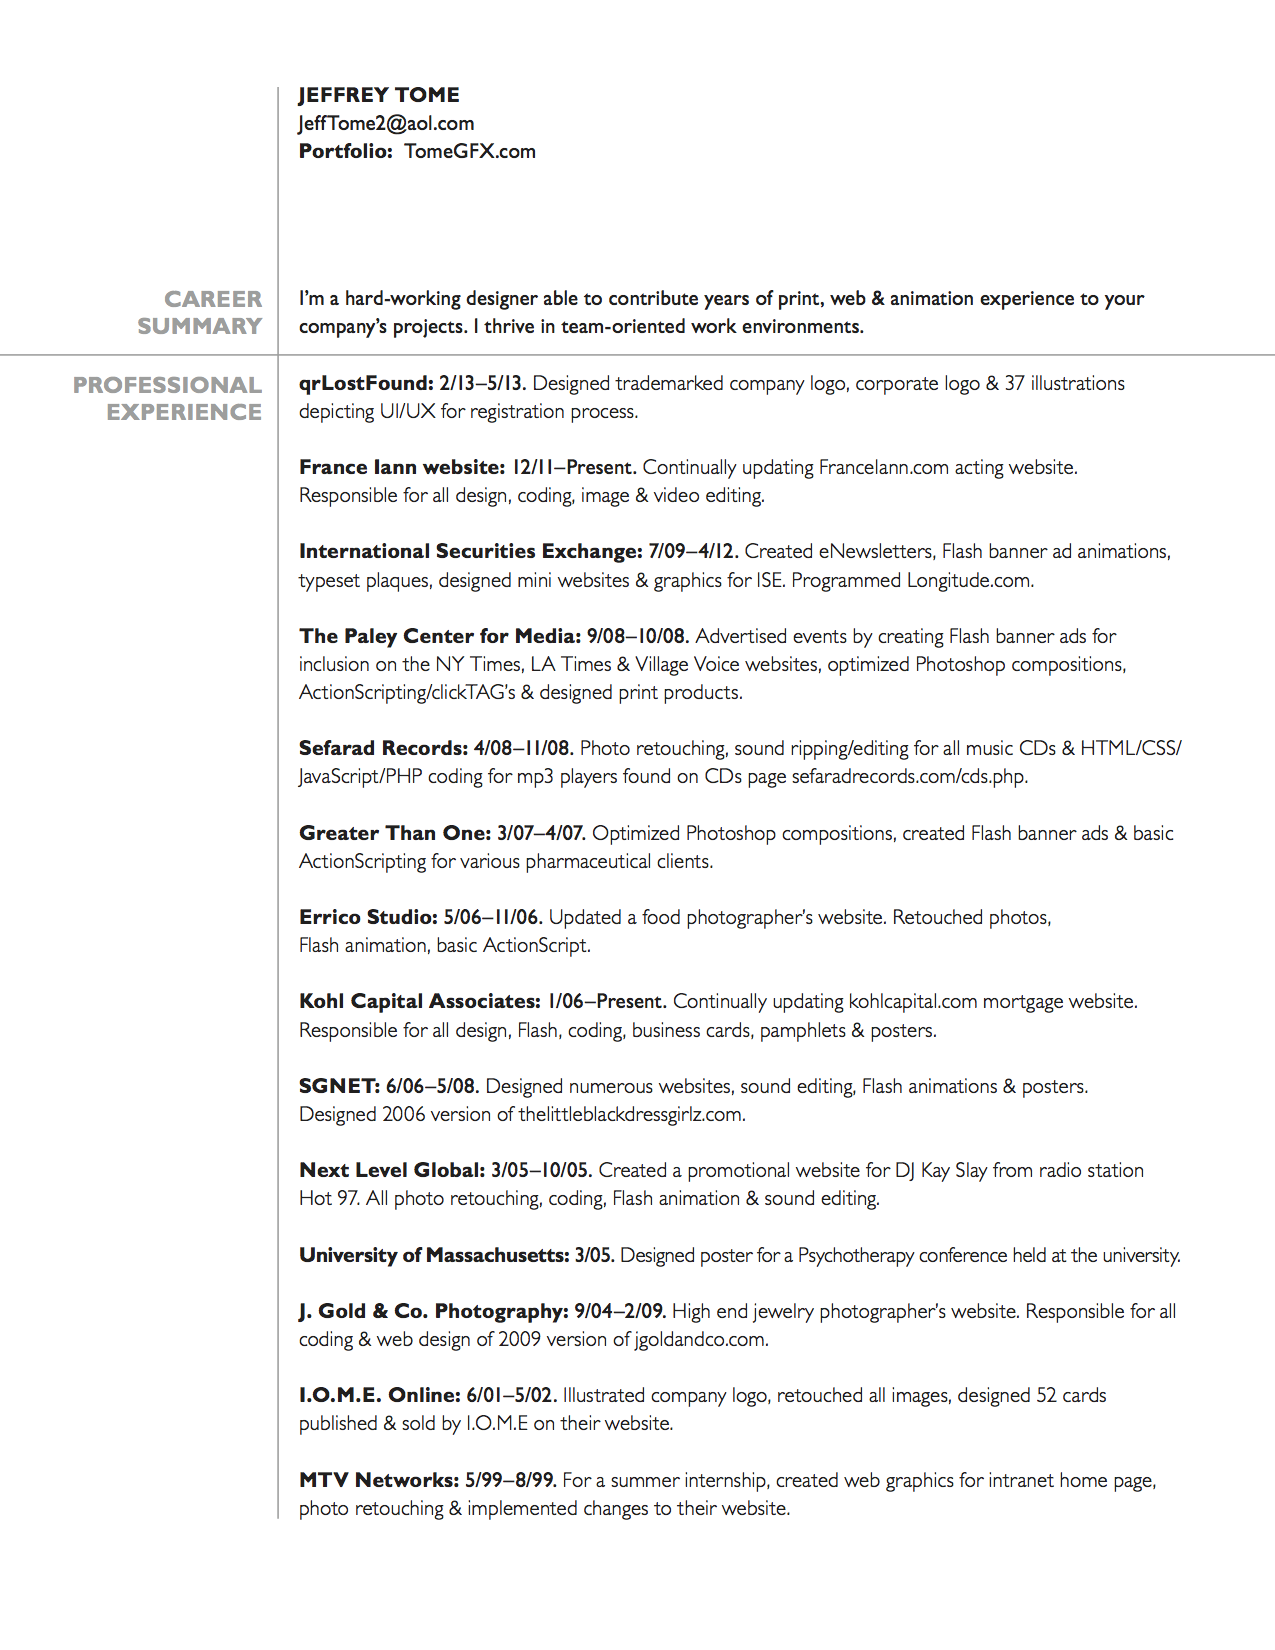 JEFFREY TOME
JeffTome2@aol.com
Portfolio: TomeGFX.com
CAREER
SUMMARY
I'm a hard-working designer able to contribute years of print, web & animation experience to your
company's projects. I thrive in team-oriented work environments.
PROFESSIONAL
EXPERIENCE
qrLostFound: 2/13–5/13. Designed trademarked company logo, corporate logo & 37 illustrations
depicting UI/UX for registration process.
France Iann website: 12/11–Present. Continually updating FranceIann.com acting website.
Responsible for all design, coding, image & video editing.
International Securities Exchange: 7/09–4/12. Created eNewsletters, Flash banner ad animations,
typeset plaques, designed mini websites & graphics for ISE. Programmed Longitude.com.
The Paley Center for Media: 9/08–10/08. Advertised events by creating Flash banner ads for
inclusion on the NY Times, LA Times & Village Voice websites, optimized Photoshop compositions,
ActionScripting/clickTAG's & designed print products.
Sefarad Records: 4/08–11/08. Photo retouching, sound ripping/editing for all music CDs & HTML/CSS/
JavaScript/PHP coding for mp3 players found on CDs page sefaradrecords.com/cds.php.
Greater Than One: 3/07–4/07. Optimized Photoshop compositions, created Flash banner ads & basic
ActionScripting for various pharmaceutical clients.
Errico Studio: 5/06–11/06. Updated a food photographer's website. Retouched photos,
Flash animation, basic ActionScript.
Kohl Capital Associates: 1/06–Present. Continually updating kohlcapital.com mortgage website.
Responsible for all design, Flash, coding, business cards, pamphlets & posters.
SGNET: 6/06–5/08. Designed numerous websites, sound editing, Flash animations & posters.
Designed 2006 version of thelittleblackdressgirlz.com.
Next Level Global: 3/05–10/05. Created a promotional website for DJ Kay Slay from radio station
Hot 97. All photo retouching, coding, Flash animation & sound editing.
University of Massachusetts: 3/05. Designed poster for a Psychotherapy conference held at the university.
J. Gold & Co. Photography: 9/04–2/09. High end jewelry photographer's website. Responsible for all
coding & web design of 2009 version of jgoldandco.com.
I.O.M.E. Online: 6/01–5/02. Illustrated company logo, retouched all images, designed 52 cards
published & sold by I.O.M.E on their website.
MTV Networks: 5/99–8/99. For a summer internship, created web graphics for intranet home page,
photo retouching & implemented changes to their website.